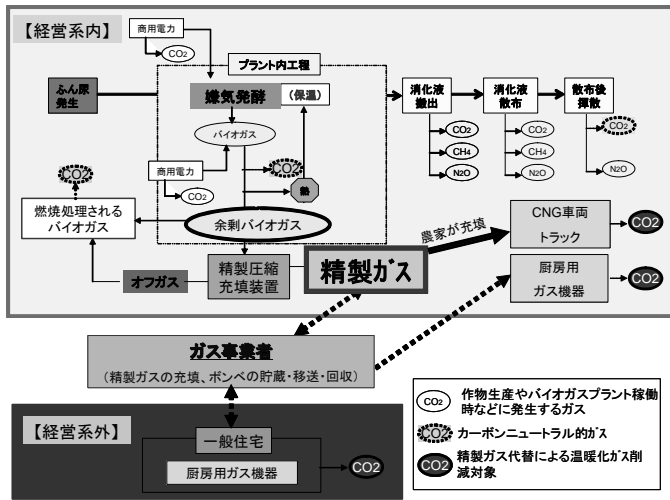 【経営系内】
商用電力
CO2
プラント内工程
ふん尿
発生
嫌気発酵
(保温)
消化液
搬出
消化液
散布
散布後
揮散
バイオガス
CO2
CH4
N2O
CO2
CH4
N2O
CO2
N2O
商用電力
CO2
CO2
熱
CO2
燃焼処理される
バイオガス
余剰バイオガス
オフガス
精製圧縮
充填装置
精製ガス
農家が充填
CNG車両
トラック
CO2
厨房用
ガス機器
CO2
ガス事業者
(精製ガスの充填、ボンベの貯蔵・移送・回収)
【経営系外】
一般住宅
厨房用ガス機器
CO2
CO2
作物生産やバイオガスプラント稼働
時などに発生するガス
CO2
カーボンニュートラル的ガス
CO2
精製ガス代替による温暖化ガス削
減対象